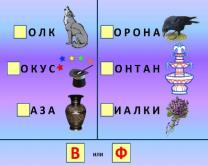 ОЛК
ОРОНА
ОКУС
ОНТАН
АЗА
ИАЛКИ
В или Ф